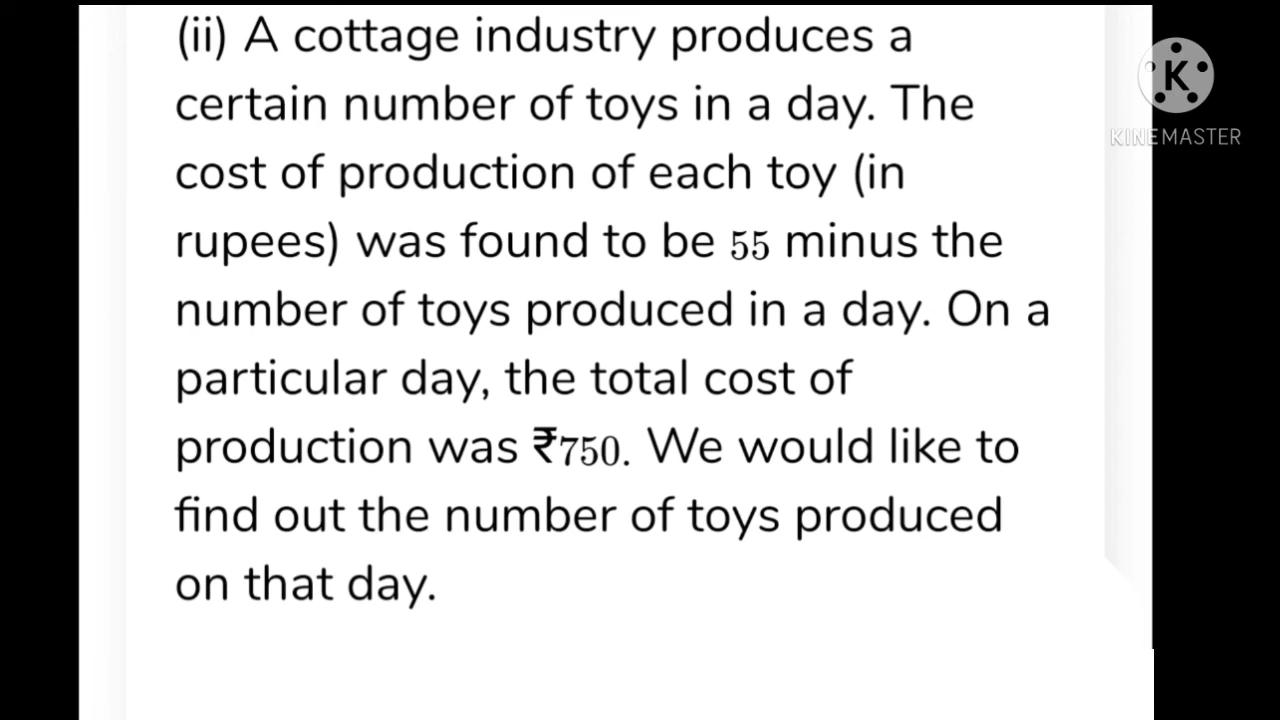 (ii) A cottage industry produces a
certain number of toys in a day. The
cost of production of each toy (in
rupees) was found to be 55 minus the
number of toys produced in a day. On a
particular day, the total cost of
production was ₹750. We would like to
find out the number of toys produced
on that day.
K
KINEMASTER